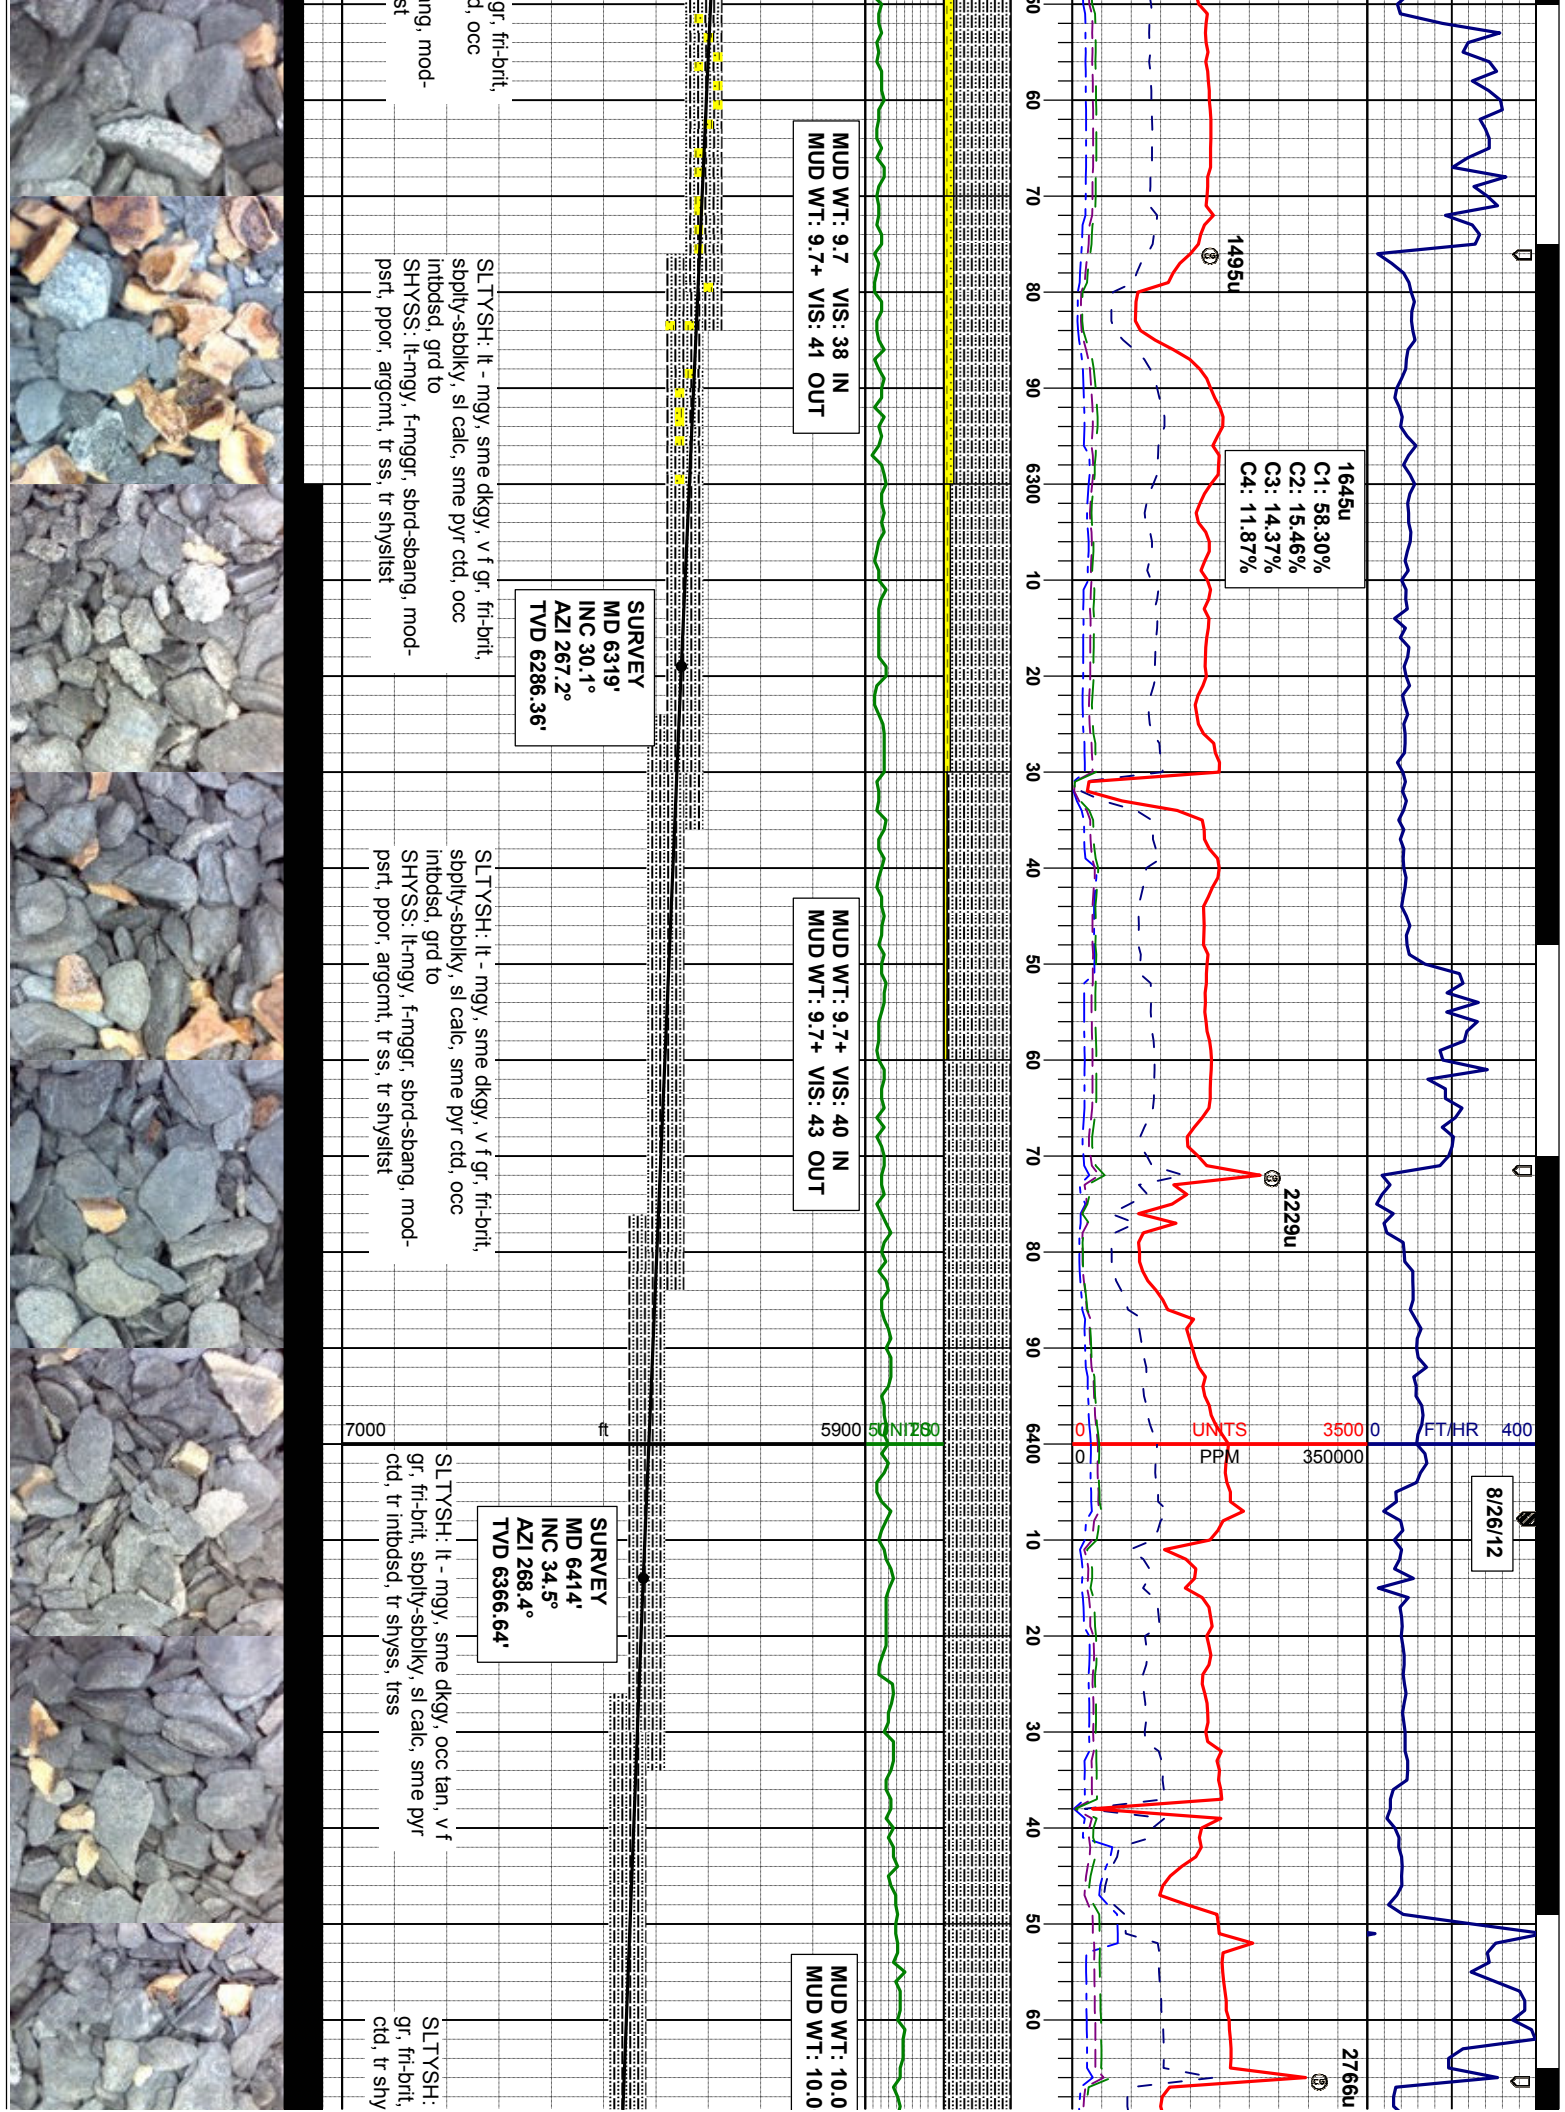 60
60
70
80
90
6300
10
20
30
40
50
60
70
80
90
6400
10
20
30
40
50
60
1495u
1645u
C1: 58.30%
C2: 15.46%
C3: 14.37%
C4: 11.87%
2229u
2766u
0 FT/HR 400
0 UNITS 3500
0 PPM 350000
8/26/12
50 UNITS 250
5900 ft 7000
MUD WT: 9.7 VIS: 38 IN
MUD WT: 9.7+ VIS: 41 OUT
MUD WT: 9.7+ VIS: 40 IN
MUD WT: 9.7+ VIS: 43 OUT
MUD WT: 10.0
MUD WT: 10.0
SURVEY
MD 6319'
INC 30.1°
AZI 267.2°
TVD 6286.36'
SURVEY
MD 6414'
INC 34.5°
AZI 268.4°
TVD 6366.64'
gr, fri-brit,
d, occ
ang, mod-
st
SLTYSH: lt - mgy, sme dkgy, v f gr, fri-brit,
sbplty-sbblky, sl calc, sme pyr ctd, occ
intbdsd, grd to
SHYSS: lt-mgy, f-mggr, sbrd-sbang, mod-
psrt, ppor, argcmt, tr ss, tr shysltst
SLTYSH: lt - mgy, sme dkgy, v f gr, fri-brit,
sbplty-sbblky, sl calc, sme pyr ctd, occ
intbdsd, grd to
SHYSS: lt-mgy, f-mggr, sbrd-sbang, mod-
psrt, ppor, argcmt, tr ss, tr shysltst
SLTYSH: lt - mgy, sme dkgy, occ tan, v f
gr, fri-brit, sbplty-sbblky, sl calc, sme pyr
ctd, tr intbdsd, tr shyss, trss
SLTYSH:
gr, fri-brit,
ctd, tr shy